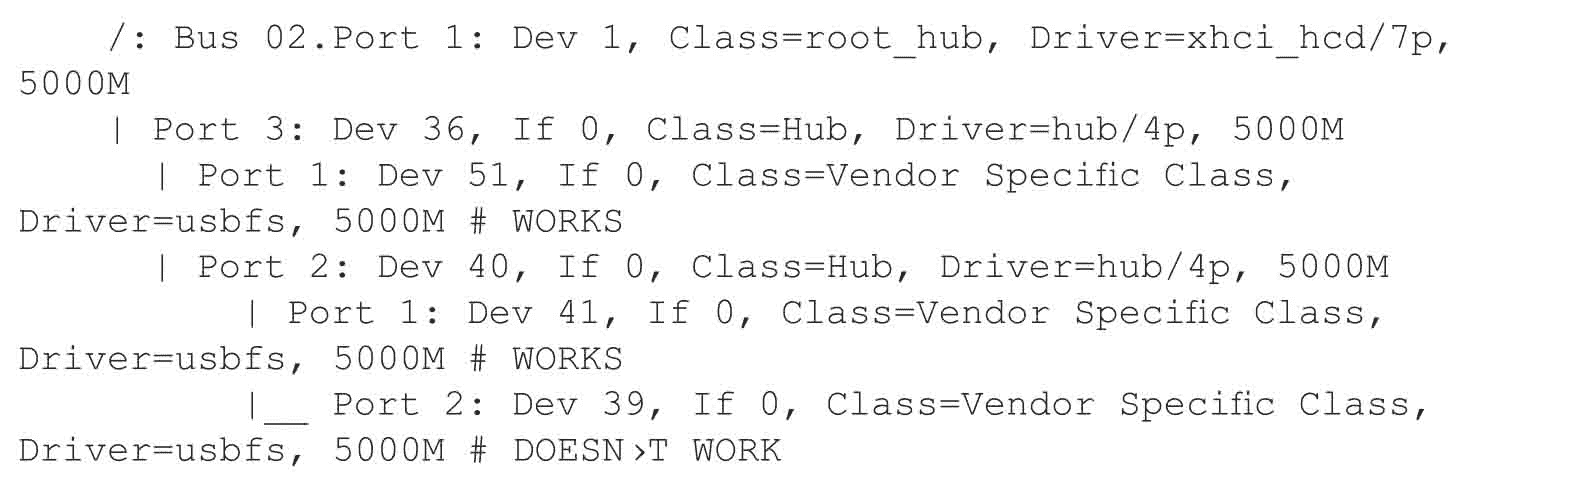 /: Bus 02.Port 1: Dev 1, Class=root_hub, Driver=xhci_hcd/7p,
5000M
| Port 3: Dev 36, If 0, Class=Hub, Driver=hub/4p, 5000M
| Port 1: Dev 51, If 0, Class=Vendor Specific Class,
Driver=usbfs, 5000M # WORKS
| Port 2: Dev 40, If 0, Class=Hub, Driver=hub/4p, 5000M
| Port 1: Dev 41, If 0, Class=Vendor Specific Class,
Driver=usbfs, 5000M # WORKS
|__ Port 2: Dev 39, If 0, Class=Vendor Specific Class,
Driver=usbfs, 5000M # DOESN›T WORK